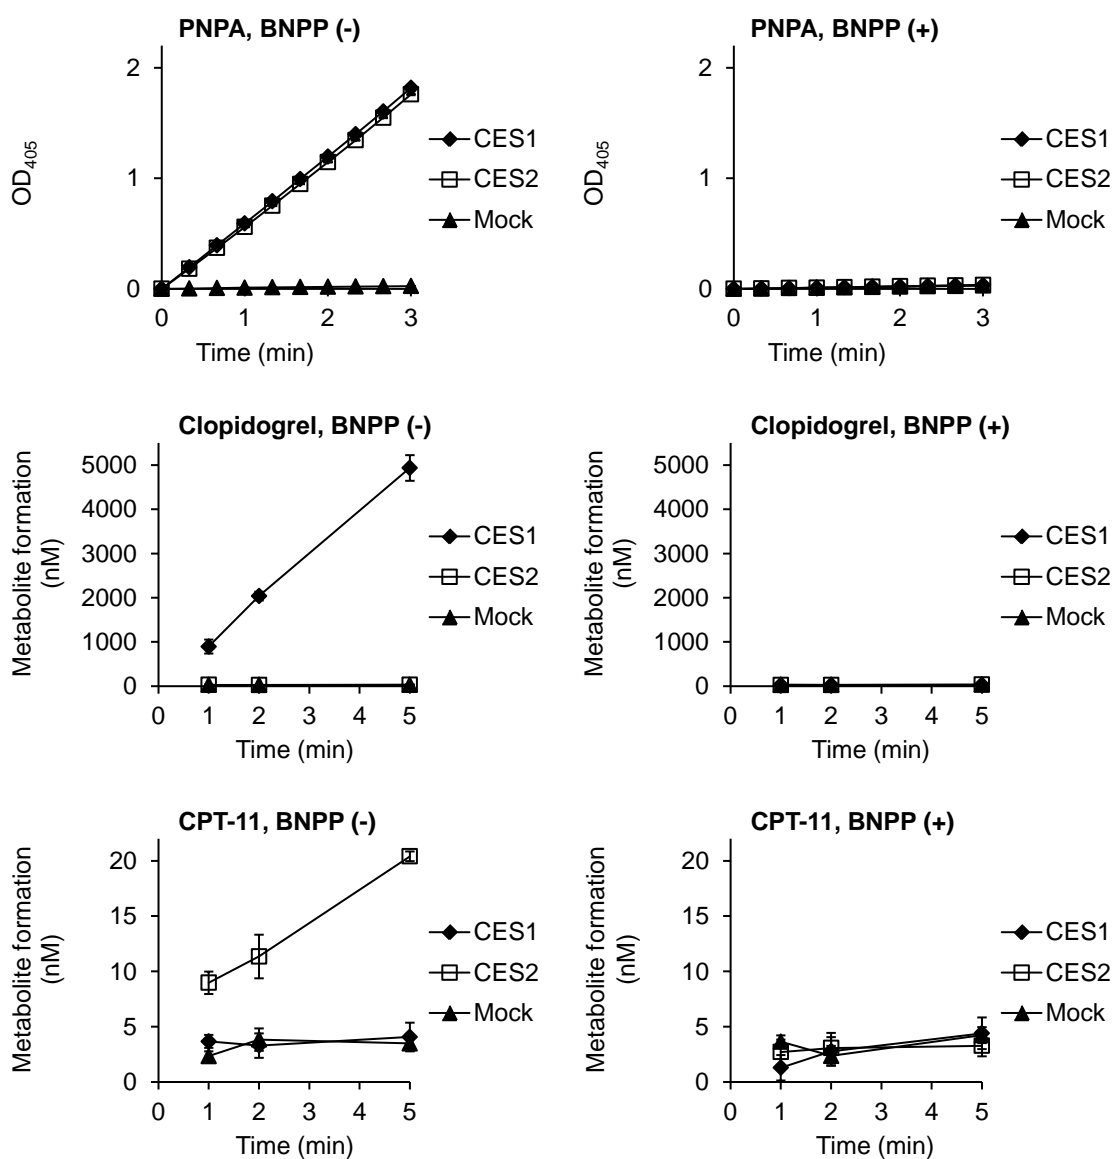 PNPA, BNPP (-)
2
1
0
OD405
0 1 2 3
Time (min)
CES1
CES2
Mock
PNPA, BNPP (+)
2
1
0
OD405
0 1 2 3
Time (min)
CES1
CES2
Mock
Clopidogrel, BNPP (-)
5000
4000
3000
2000
1000
0
Metabolite formation
(nM)
0 1 2 3 4 5
Time (min)
CES1
CES2
Mock
Clopidogrel, BNPP (+)
5000
4000
3000
2000
1000
0
Metabolite formation
(nM)
0 1 2 3 4 5
Time (min)
CES1
CES2
Mock
CPT-11, BNPP (-)
20
15
10
5
0
Metabolite formation
(nM)
0 1 2 3 4 5
Time (min)
CES1
CES2
Mock
CPT-11, BNPP (+)
20
15
10
5
0
Metabolite formation
(nM)
0 1 2 3 4 5
Time (min)
CES1
CES2
Mock